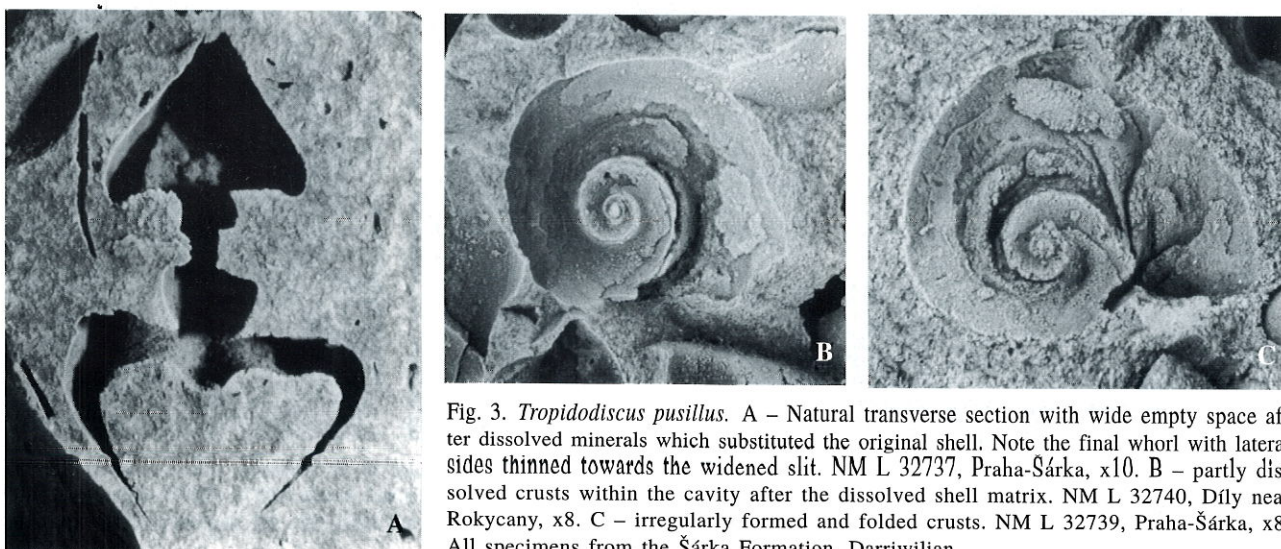 A
B
C
Fig. 3. Tropidodiscus pusillus. A – Natural transverse section with wide empty space af-
ter dissolved minerals which substituted the original shell. Note the final whorl with latera
sides thinned towards the widened slit. NM L 32737, Praha-Šárka, x10. B – partly dis-
solved crusts within the cavity after the dissolved shell matrix. NM L 32740, Díly nea
Rokycany, x8. C – irregularly formed and folded crusts. NM L 32739, Praha-Šárka, x8
All specimens from the Šárka Formation, Darriwilian